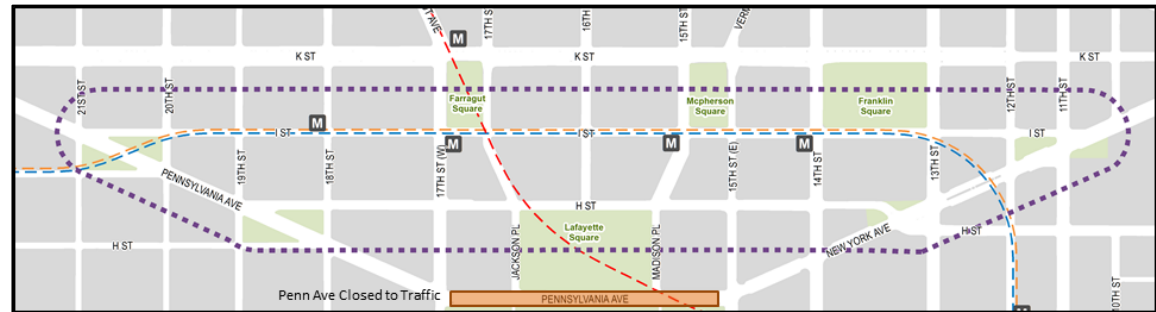 ST AVE
17TH ST
16TH
15TH ST
VERM
M
K ST
K ST
K ST
21ST ST
20TH ST
Farragut
Square
Mcpherson
Square
Franklin
Square
12TH ST
11TH ST
M
I ST
M
I ST
M
M
I ST
19TH ST
18TH ST
17TH ST (W)
15TH ST (E)
14TH ST
13TH ST
PENNSYLVANIA AVE
H ST
H ST
Lafayette
Square
JACKSON PL
MADISON PL
NEW YORK AVE
H ST
Penn Ave Closed to Traffic
PENNSYLVANIA AVE
10TH ST
M